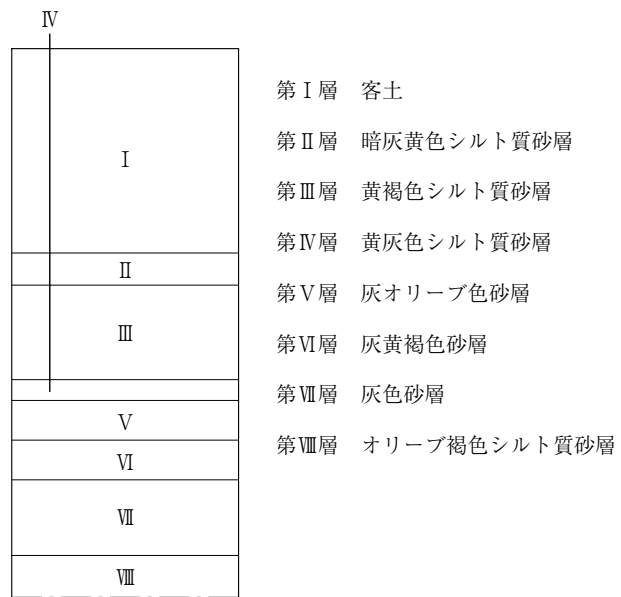 Ⅳ
Ⅰ
Ⅱ
Ⅲ
Ⅴ
Ⅵ
Ⅶ
Ⅷ
第Ⅰ層 客土
第Ⅱ層 暗灰黄色シルト質砂層
第Ⅲ層 黄褐色シルト質砂層
第Ⅳ層 黄灰色シルト質砂層
第Ⅴ層 灰オリーブ色砂層
第Ⅵ層 灰黄褐色砂層
第Ⅶ層 灰色砂層
第Ⅷ層 オリーブ褐色シルト質砂層